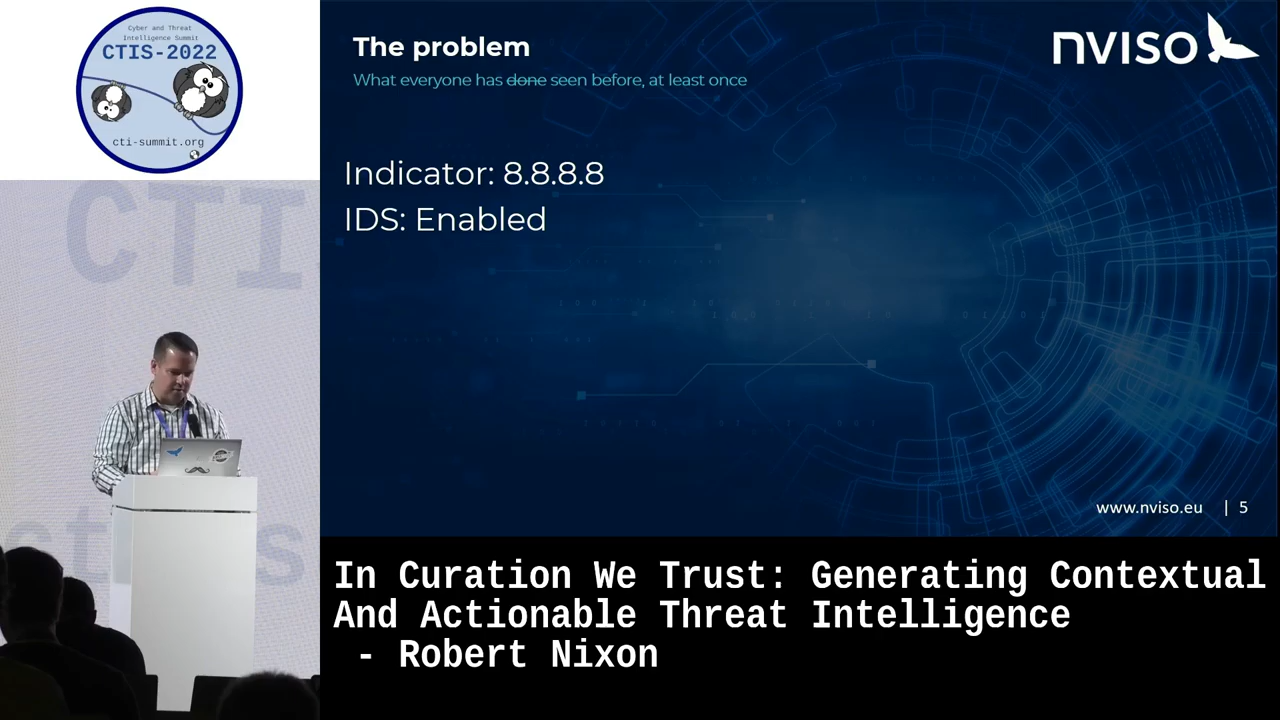 Cyber and Threat
Intelligence Summit
CTIS-2022
cti-summit.org
CTI
The problem
What everyone has done seen before, at least once
nviso
Indicator: 8.8.8.8
IDS: Enabled
www.nviso.eu | 5
In Curation We Trust: Generating Contextual
And Actionable Threat Intelligence
- Robert Nixon